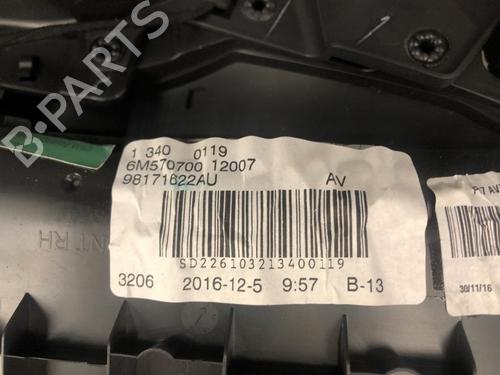 B-PARTS
1 340 0119
6M570700 12007
98171622AU AV
SD226103213400119
3206 2016-12-5 9:57 B-13
30/11/16
RH